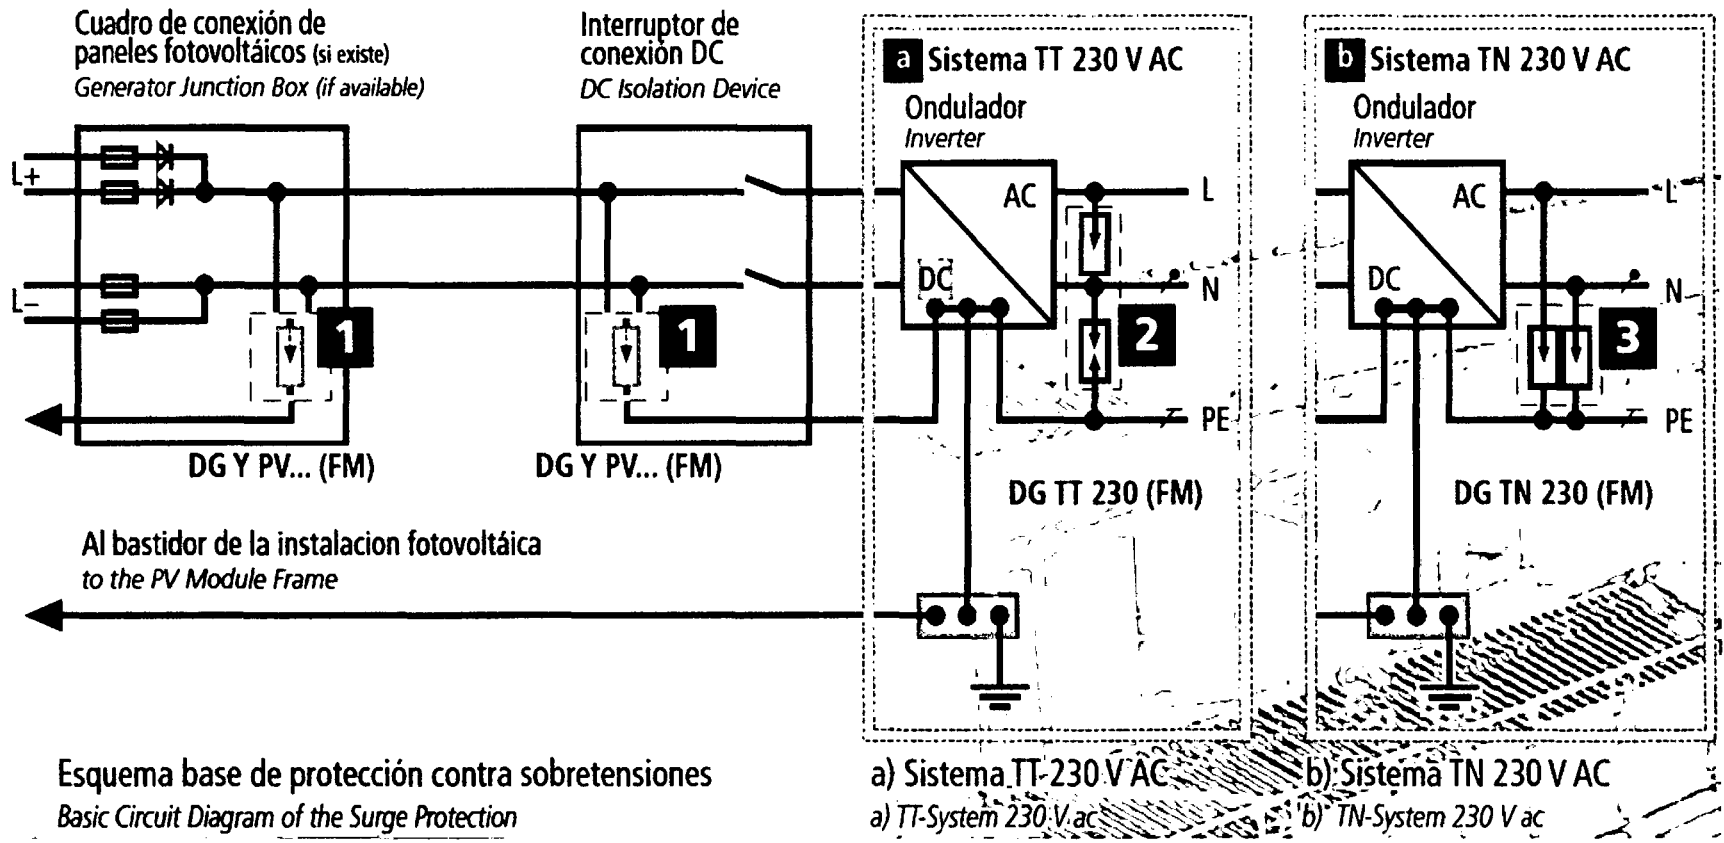 Cuadro de conexión de
paneles fotovoltáicos (si existe)
Generator Junction Box (if available)
Interruptor de
conexión DC
DC Isolation Device
a Sistema TT 230 V AC
Ondulador
Inverter
b Sistema TN 230 V AC
Ondulador
Inverter
L+
L-
AC
DC
L
N
PE
AC
DC
L
N
PE
1
1
2
3
DG Y PV... (FM)
DG Y PV... (FM)
DG TT 230 (FM)
DG TN 230 (FM)
Al bastidor de la instalacion fotovoltáica
to the PV Module Frame
Esquema base de protección contra sobretensiones
Basic Circuit Diagram of the Surge Protection
a) Sistema TT 230 V AC
a) TT-System 230 V ac
b) Sistema TN 230 V AC
b) TN-System 230 V ac